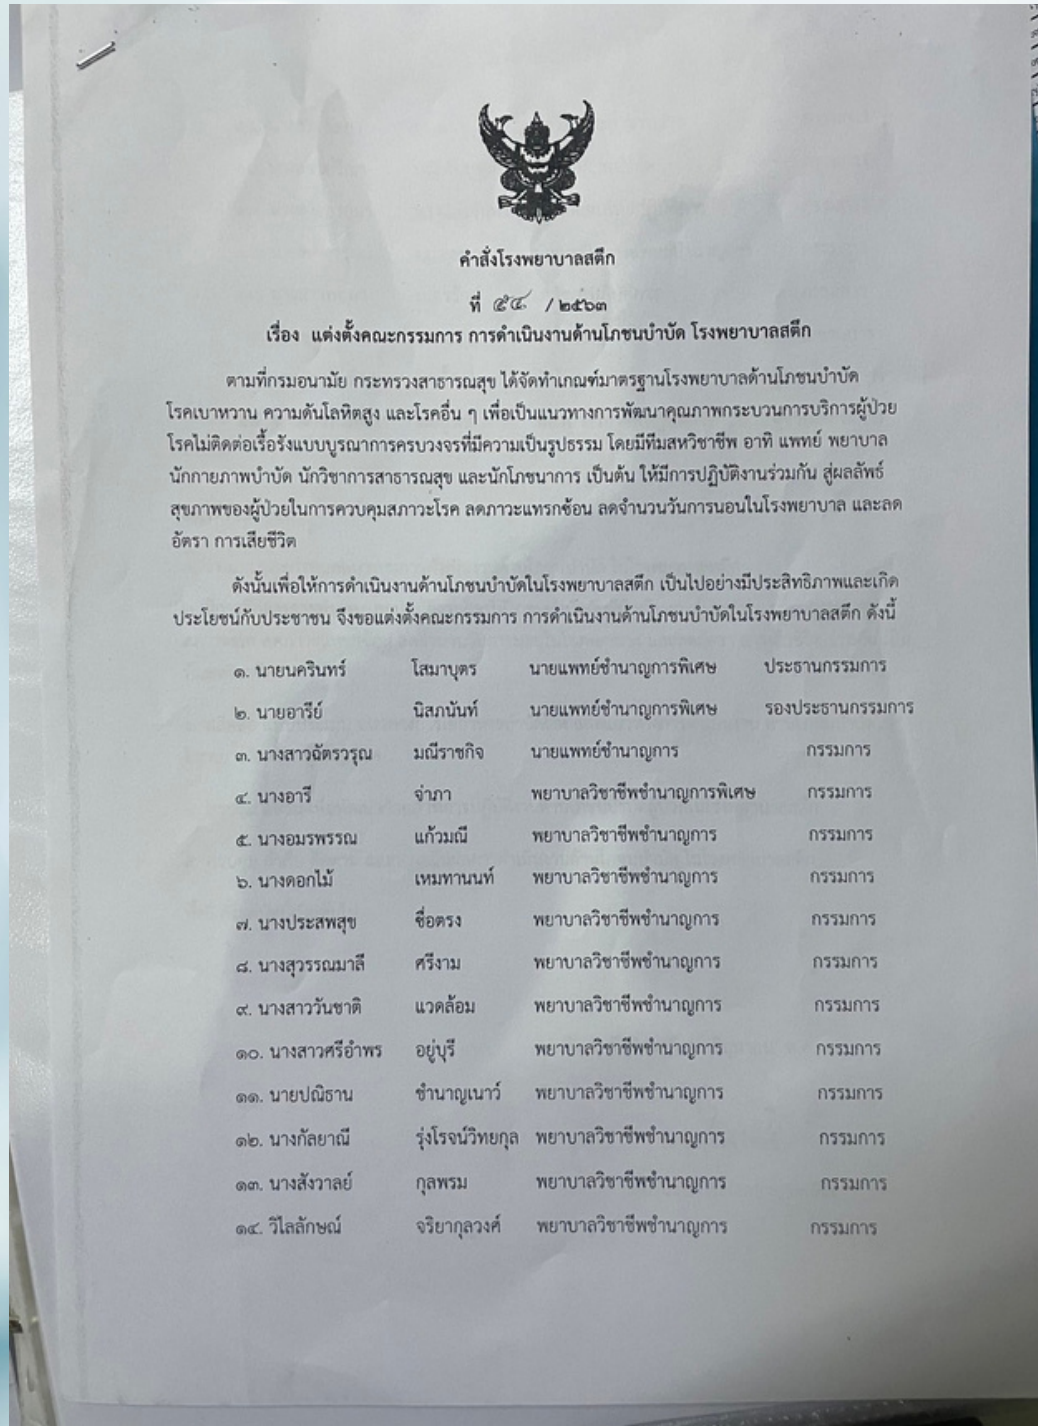 คำสั่งโรงพยาบาลสตึก
ที่ ๕๔ / ๒๕๖๓
เรื่อง แต่งตั้งคณะกรรมการ การดำเนินงานด้านโภชนบำบัด โรงพยาบาลสตึก
ตามที่กรมอนามัย กระทรวงสาธารณสุข ได้จัดทำเกณฑ์มาตรฐานโรงพยาบาลด้านโภชนบำบัด
โรคเบาหวาน ความดันโลหิตสูง และโรคอื่น ๆ เพื่อเป็นแนวทางการพัฒนาคุณภาพกระบวนการบริการผู้ป่วย
โรคไม่ติดต่อเรื้อรังแบบบูรณาการครบวงจรที่มีความเป็นรูปธรรม โดยมีทีมสหวิชาชีพ อาทิ แพทย์ พยาบาล
นักกายภาพบำบัด นักวิชาการสาธารณสุข และนักโภชนาการ เป็นต้น ให้มีการปฏิบัติงานร่วมกัน สู่ผลลัพธ์
สุขภาพของผู้ป่วยในการควบคุมสภาวะโรค ลดภาวะแทรกซ้อน ลดจำนวนวันการนอนในโรงพยาบาล และลด
อัตรา การเสียชีวิต
ดังนั้นเพื่อให้การดำเนินงานด้านโภชนบำบัดในโรงพยาบาลสตึก เป็นไปอย่างมีประสิทธิภาพและเกิด
ประโยชน์กับประชาชน จึงขอแต่งตั้งคณะกรรมการ การดำเนินงานด้านโภชนบำบัดในโรงพยาบาลสตึก ดังนี้
๑. นายนครินทร์ โสมาบุตร นายแพทย์ชำนาญการพิเศษ ประธานกรรมการ
๒. นายอารีย์ นิสภนันท์ นายแพทย์ชำนาญการพิเศษ รองประธานกรรมการ
๓. นางสาวฉัตรวรุณ มณีราชกิจ นายแพทย์ชำนาญการ กรรมการ
๔. นางอารี จ่าภา พยาบาลวิชาชีพชำนาญการพิเศษ กรรมการ
๕. นางอมรพรรณ แก้วมณี พยาบาลวิชาชีพชำนาญการ กรรมการ
๖. นางดอกไม้ เหมทานนท์ พยาบาลวิชาชีพชำนาญการ กรรมการ
๗. นางประสพสุข ซื่อตรง พยาบาลวิชาชีพชำนาญการ กรรมการ
๘. นางสุวรรณมาลี ศรีงาม พยาบาลวิชาชีพชำนาญการ กรรมการ
๙. นางสาววันชาติ แวดล้อม พยาบาลวิชาชีพชำนาญการ กรรมการ
๑๐. นางสาวศรีอำพร อยู่บุรี พยาบาลวิชาชีพชำนาญการ กรรมการ
๑๑. นายปณิธาน ชำนาญเนาว์ พยาบาลวิชาชีพชำนาญการ กรรมการ
๑๒. นางกัลยาณี รุ่งโรจน์วิทยกุล พยาบาลวิชาชีพชำนาญการ กรรมการ
๑๓. นางสังวาลย์ กุลพรม พยาบาลวิชาชีพชำนาญการ กรรมการ
๑๔. วิไลลักษณ์ จริยากุลวงศ์ พยาบาลวิชาชีพชำนาญการ กรรมการ